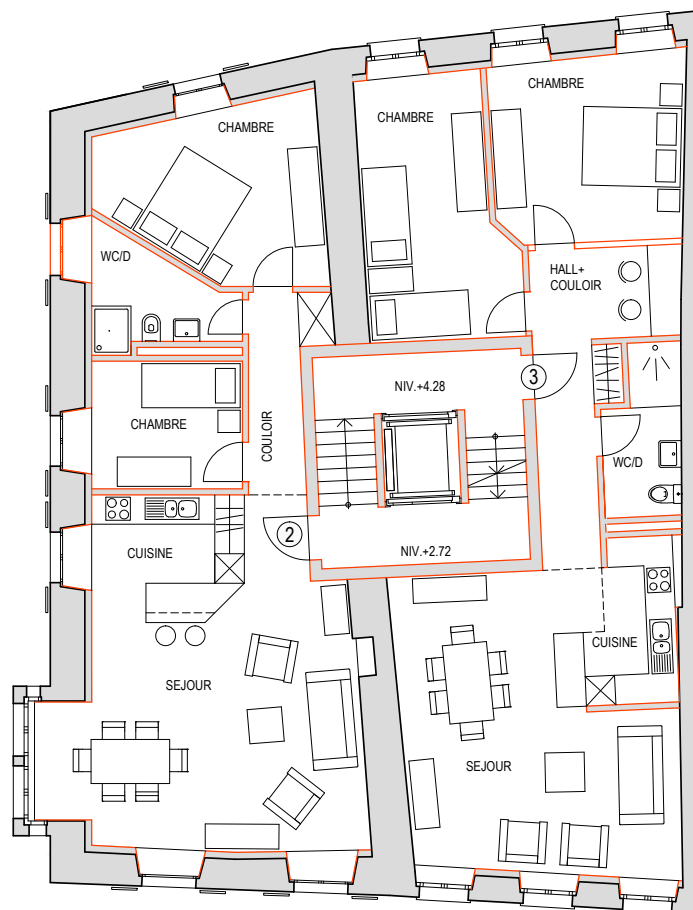 CHAMBRE
CHAMBRE
CHAMBRE
WC/D
HALL+
COULOIR
3
NIV.+4.28
CHAMBRE
COULOIR
WC/D
2
NIV.+2.72
CUISINE
CUISINE
SEJOUR
SEJOUR